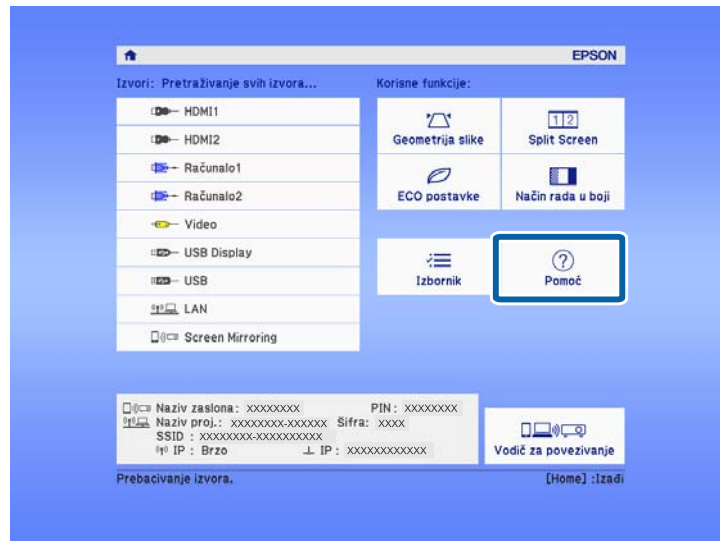 EPSON
Izvori: Pretraživanje svih izvora...
HDMI1
HDMI2
Računalo1
Računalo2
Video
USB Display
USB
LAN
Screen Mirroring
Korisne funkcije:
Geometrija slike
1 2
Split Screen
ECO postavke
Način rada u boji
Izbornik
?
Pomoć
Naziv zaslona: XXXXXXXX PIN: XXXXXXXX
Naziv proj.: XXXXXXXX-XXXXXX Šifra: XXXX
SSID : XXXXXXXX-XXXXXXXXXX
IP : Brzo IP : XXXXXXXXXXXX
Vodič za povezivanje
Prebacivanje izvora. [Home] :Izađi